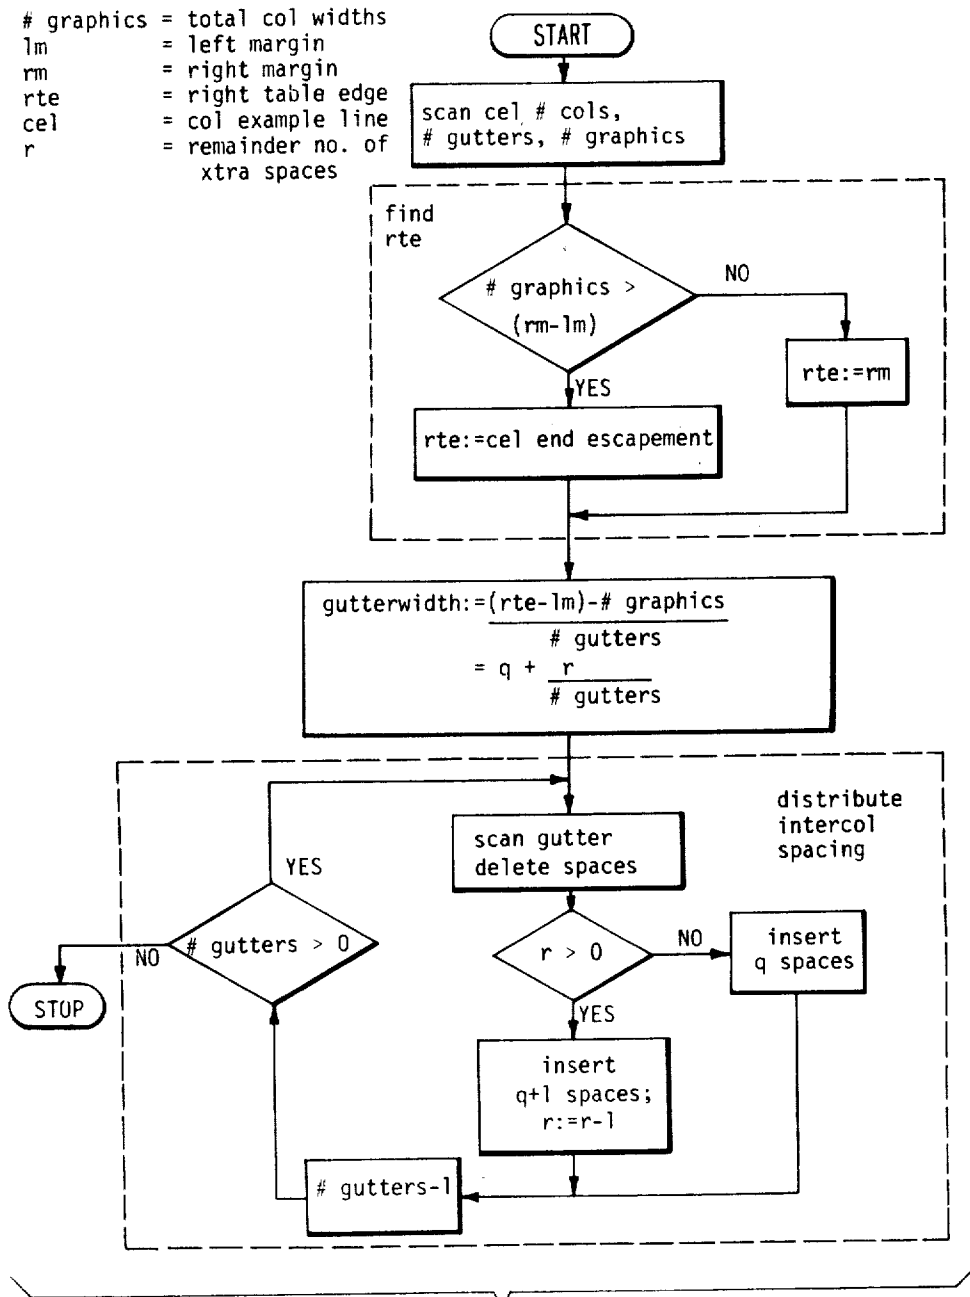 # graphics = total col widths
lm = left margin
rm = right margin
rte = right table edge
cel = col example line
r = remainder no. of
xtra spaces
START
scan cel # cols,
# gutters, # graphics
find
rte
# graphics >
(rm-lm)
NO
YES
rte:=rm
rte:=cel end escapement
gutterwidth:=(rte-lm)-# graphics
# gutters
= q + r
# gutters
distribute
intercol
spacing
scan gutter
delete spaces
YES
# gutters > 0
NO
STOP
r > 0
NO
insert
q spaces
YES
insert
q+1 spaces;
r:=r-1
# gutters-1